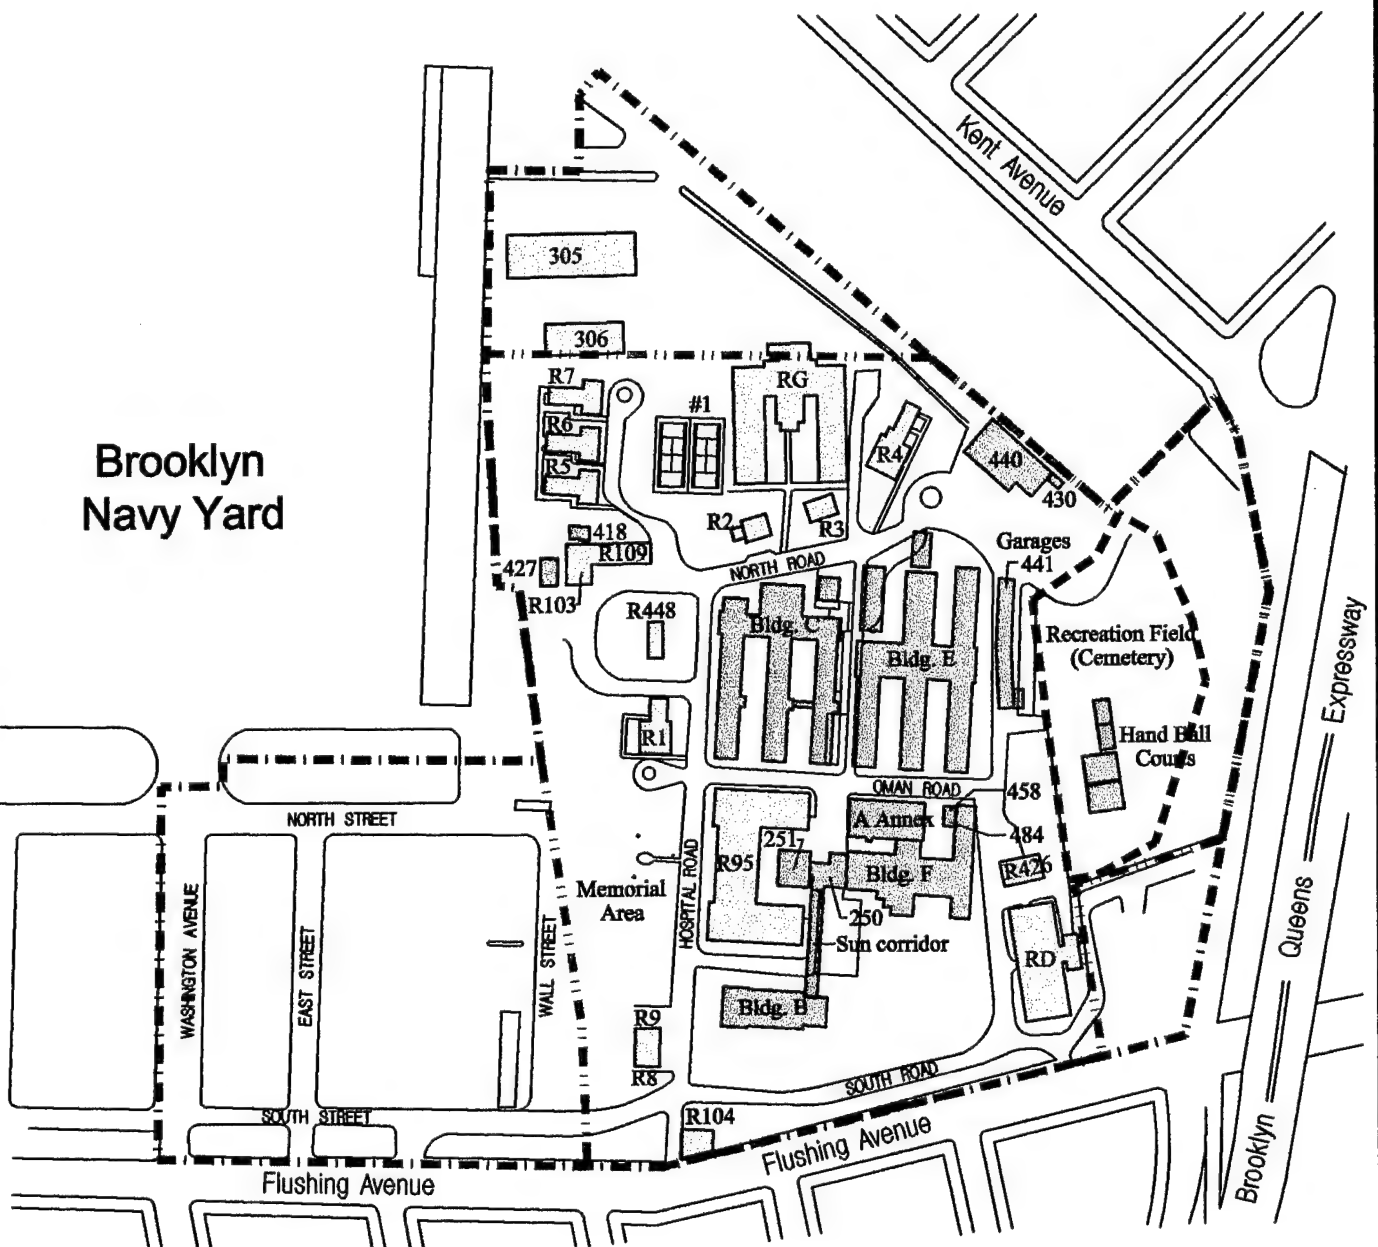 Kent Avenue
305
306
R7
RG
#1
R6
R4
440
R5
430
R2
R3
Brooklyn
Navy Yard
418
R109
Garages
441
427
NORTH ROAD
R103
R448
Bldg. C
Recreation Field
(Cemetery)
Bldg. E
Expressway
R1
Hand Ball
Courts
OMAN ROAD
458
NORTH STREET
A Annex
484
251
R95
R426
Bldg. F
Memorial
Area
HOSPITAL ROAD
WASHINGTON AVENUE
EAST STREET
WALL STREET
250
Sun corridor
Queens
RD
Bldg. B
R9
R8
SOUTH ROAD
SOUTH STREET
R104
Flushing Avenue
Flushing Avenue
Brooklyn